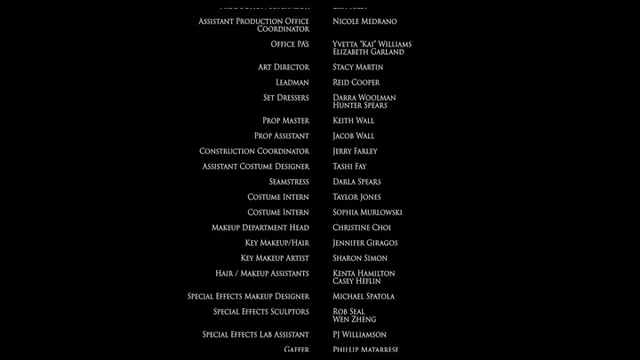 Assistant Production Office Nicole Medrano
Coordinator
Office PA's Yvetta "Kai" Williams
Elizabeth Garland
Art Director Stacy Martin
Leadman Reid Cooper
Set Dressers Darra Woolman
Hunter Spears
Prop Master Keith Wall
Prop Assistant Jacob Wall
Construction Coordinator Jerry Farley
Assistant Costume Designer Tashi Fay
Seamstress Darla Spears
Costume Intern Taylor Jones
Costume Intern Sophia Murlowski
Makeup Department Head Christine Choi
Key Makeup/Hair Jennifer Giragos
Key Makeup Artist Sharon Simon
Hair / Makeup Assistants Kenta Hamilton
Casey Heflin
Special Effects Makeup Designer Michael Spatola
Special Effects Sculptors Rob Seal
Wen Zheng
Special Effects Lab Assistant PJ Williamson
Gaffer Phillip Matarrese